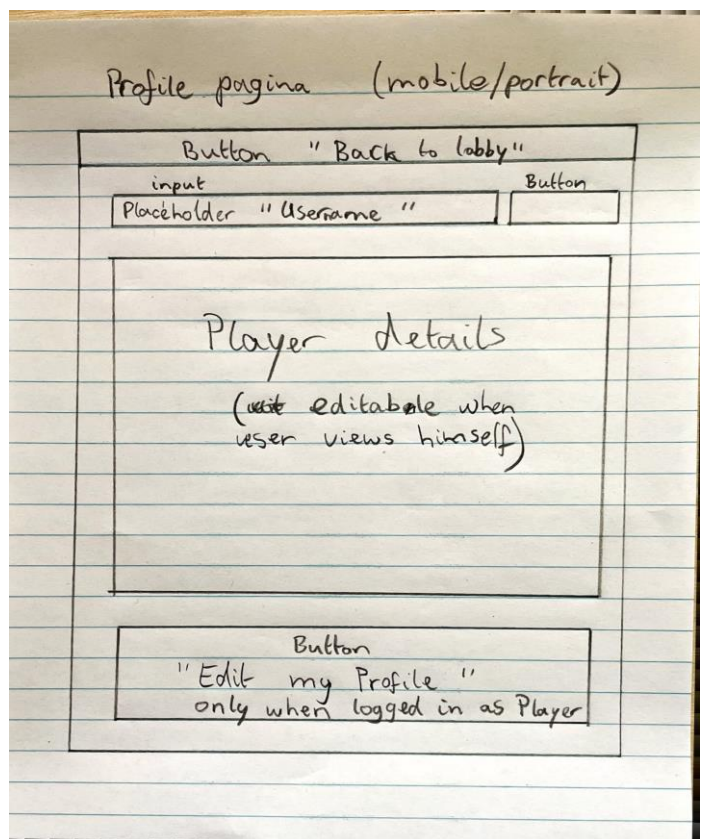 Profile pagina (mobile/portrait)
Button "Back to lobby"
input Button
Placeholder "Username"
Player details
( editabale when
user views himself)
Button
"Edit my Profile"
only when logged in as Player